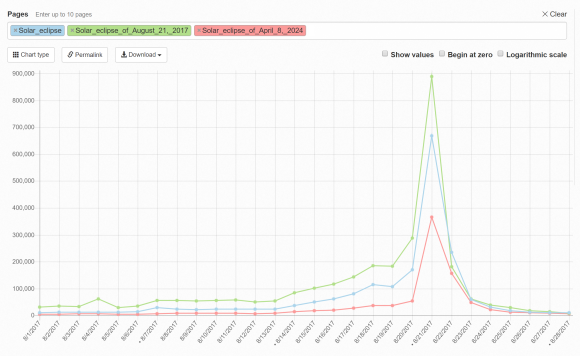 Pages Enter up to 10 pages × Clear
× Solar_eclipse × Solar_eclipse_of_August_21,_2017 × Solar_eclipse_of_April_8,_2024
Chart type Permalink Download Show values Begin at zero Logarithmic scale
900,000
800,000
700,000
600,000
500,000
400,000
300,000
200,000
100,000
0
8/1/2017 8/2/2017 8/3/2017 8/4/2017 8/5/2017 8/6/2017 • 8/7/2017 8/8/2017 8/9/2017 8/10/2017 8/11/2017 8/12/2017 8/13/2017 • 8/14/2017 8/15/2017 8/16/2017 8/17/2017 8/18/2017 8/19/2017 8/20/2017 • 8/21/2017 8/22/2017 8/23/2017 8/24/2017 8/25/2017 8/26/2017 8/27/2017 • 8/28/2017